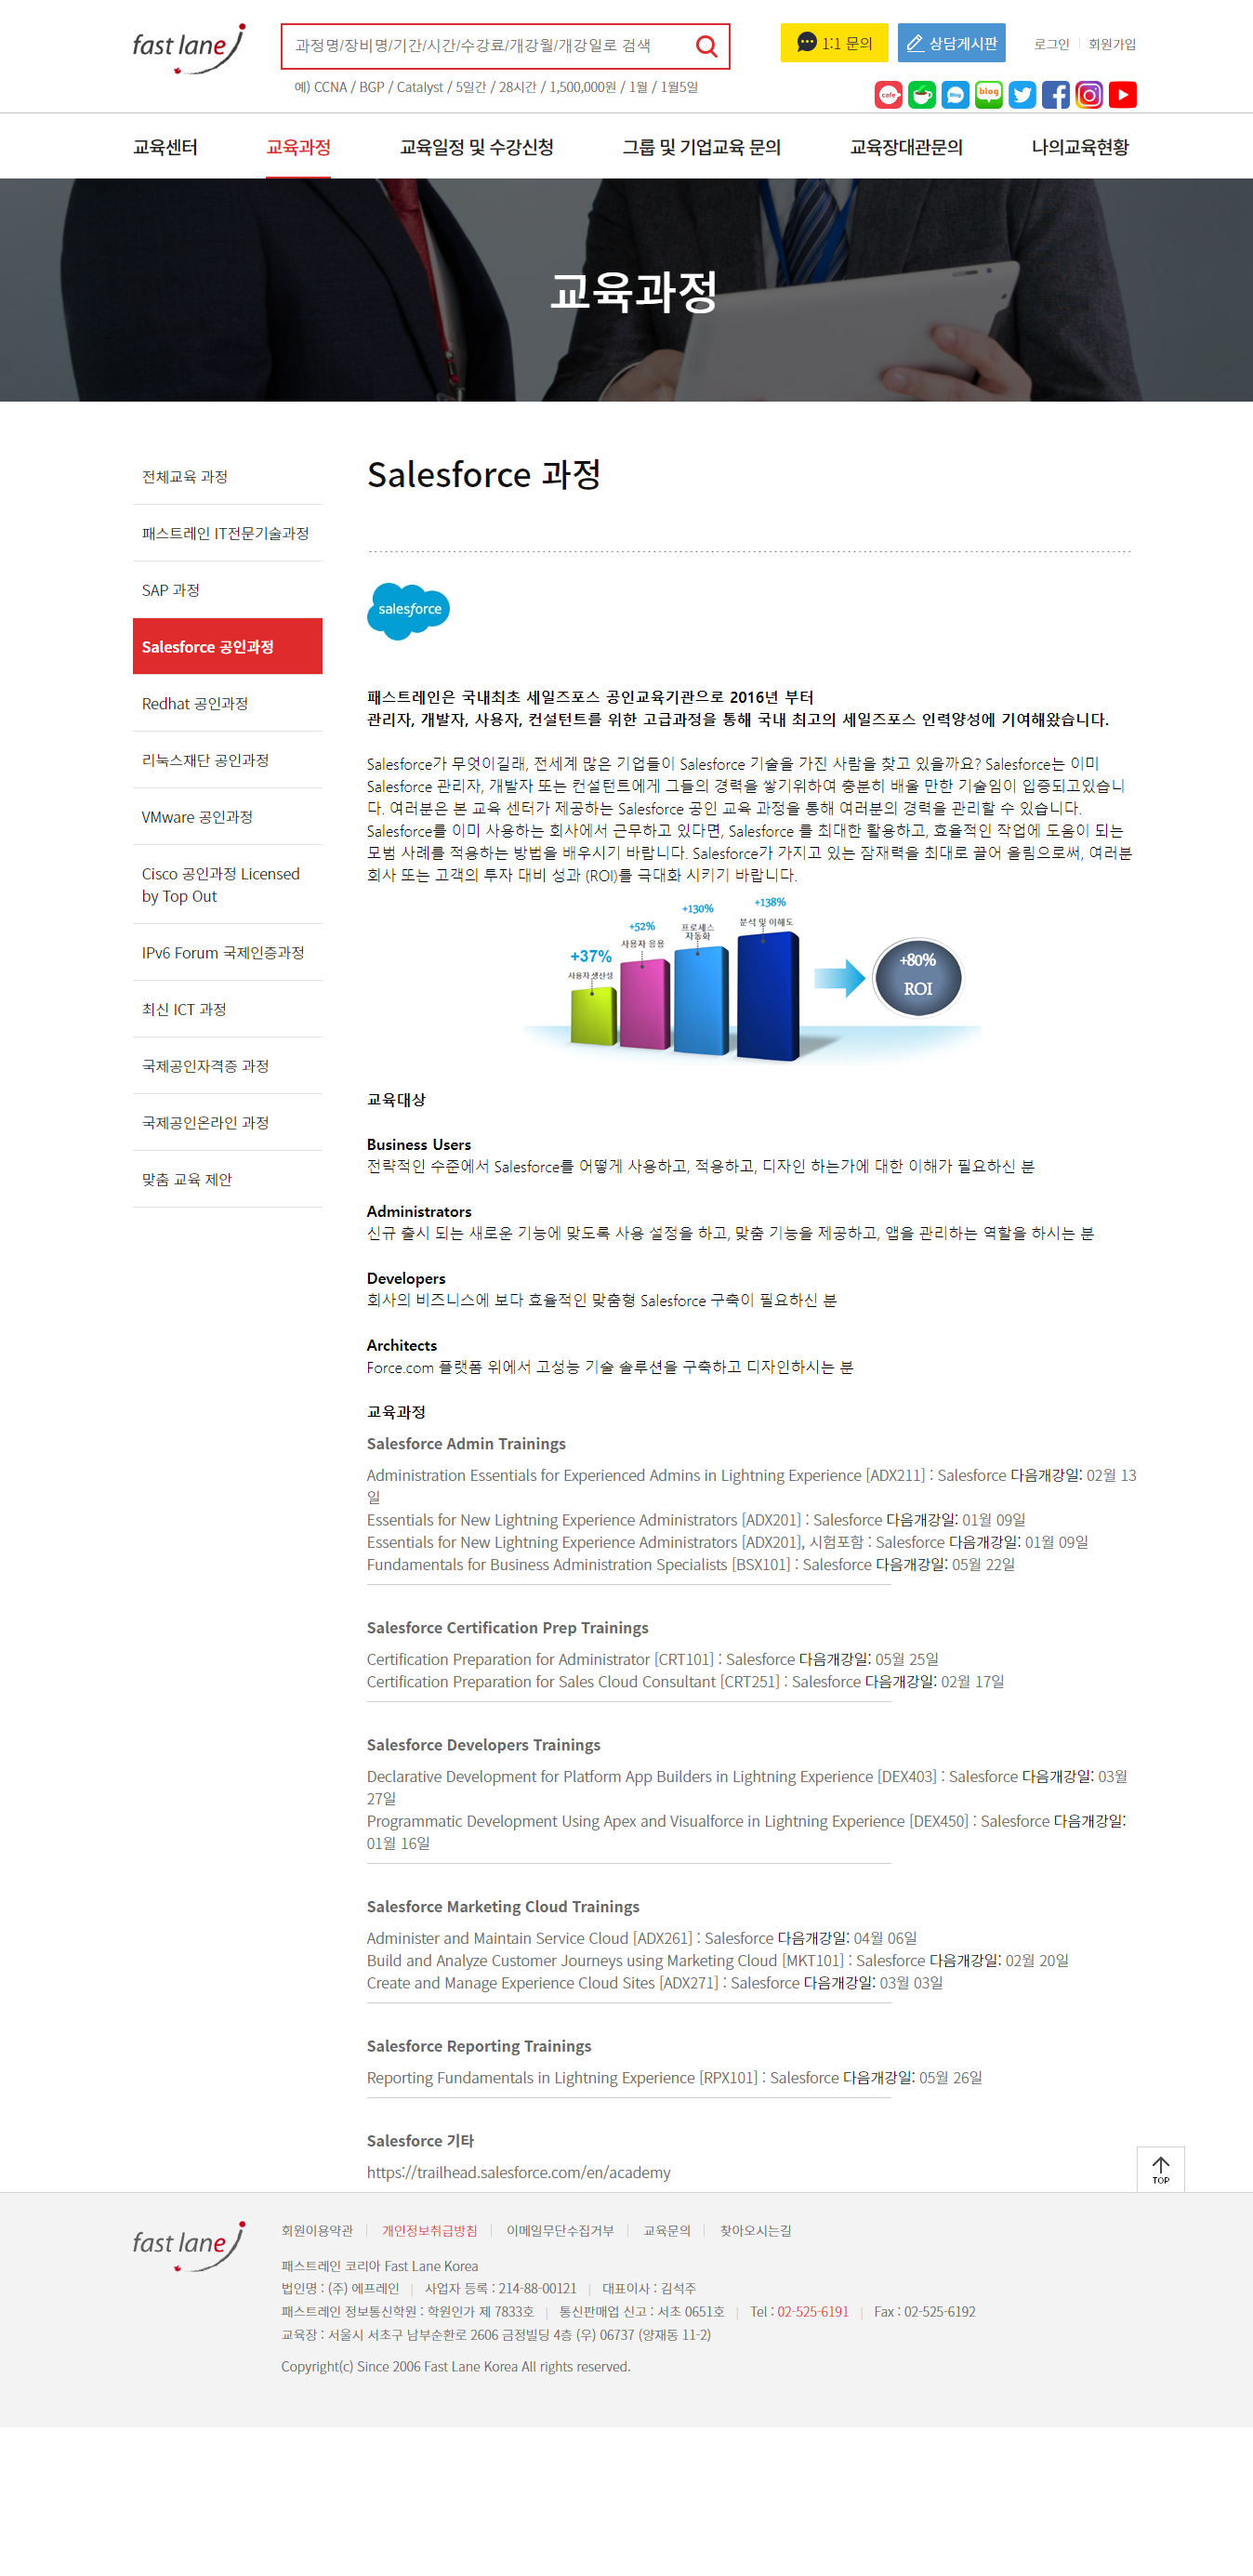 fast lane
과정명/장비명/기간/시간/수강료/개강월/개강일로 검색
1:1 문의
상담게시판
로그인
회원가입
예) CCNA / BGP / Catalyst / 5일간 / 28시간 / 1,500,000원 / 1월 / 1월5일
cafe
Blog
blog
교육센터
교육과정
교육일정 및 수강신청
그룹 및 기업교육 문의
교육장대관문의
나의교육현황
교육과정
전체교육 과정
패스트레인 IT전문기술과정
SAP 과정
Salesforce 공인과정
Redhat 공인과정
리눅스재단 공인과정
VMware 공인과정
Cisco 공인과정 Licensed
by Top Out
IPv6 Forum 국제인증과정
최신 ICT 과정
국제공인자격증 과정
국제공인온라인 과정
맞춤 교육 제안
Salesforce 과정
salesforce
패스트레인은 국내최초 세일즈포스 공인교육기관으로 2016년 부터
관리자, 개발자, 사용자, 컨설턴트를 위한 고급과정을 통해 국내 최고의 세일즈포스 인력양성에 기여해왔습니다.
Salesforce가 무엇이길래, 전세계 많은 기업들이 Salesforce 기술을 가진 사람을 찾고 있을까요? Salesforce는 이미
Salesforce 관리자, 개발자 또는 컨설턴트에게 그들의 경력을 쌓기위하여 충분히 배울 만한 기술임이 입증되고있습니
다. 여러분은 본 교육 센터가 제공하는 Salesforce 공인 교육 과정을 통해 여러분의 경력을 관리할 수 있습니다.
Salesforce를 이미 사용하는 회사에서 근무하고 있다면, Salesforce 를 최대한 활용하고, 효율적인 작업에 도움이 되는
모범 사례를 적용하는 방법을 배우시기 바랍니다. Salesforce가 가지고 있는 잠재력을 최대로 끌어 올림으로써, 여러분
회사 또는 고객의 투자 대비 성과 (ROI)를 극대화 시키기 바랍니다.
+37%
사용자 생산성
+52%
사용자 응용
+130%
프로세스
자동화
+138%
분석 및 이해도
+80%
ROI
교육대상
Business Users
전략적인 수준에서 Salesforce를 어떻게 사용하고, 적용하고, 디자인 하는가에 대한 이해가 필요하신 분
Administrators
신규 출시 되는 새로운 기능에 맞도록 사용 설정을 하고, 맞춤 기능을 제공하고, 앱을 관리하는 역할을 하시는 분
Developers
회사의 비즈니스에 보다 효율적인 맞춤형 Salesforce 구축이 필요하신 분
Architects
Force.com 플랫폼 위에서 고성능 기술 솔루션을 구축하고 디자인하시는 분
교육과정
Salesforce Admin Trainings
Administration Essentials for Experienced Admins in Lightning Experience [ADX211] : Salesforce 다음개강일: 02월 13
일
Essentials for New Lightning Experience Administrators [ADX201] : Salesforce 다음개강일: 01월 09일
Essentials for New Lightning Experience Administrators [ADX201], 시험포함 : Salesforce 다음개강일: 01월 09일
Fundamentals for Business Administration Specialists [BSX101] : Salesforce 다음개강일: 05월 22일
Salesforce Certification Prep Trainings
Certification Preparation for Administrator [CRT101] : Salesforce 다음개강일: 05월 25일
Certification Preparation for Sales Cloud Consultant [CRT251] : Salesforce 다음개강일: 02월 17일
Salesforce Developers Trainings
Declarative Development for Platform App Builders in Lightning Experience [DEX403] : Salesforce 다음개강일: 03월
27일
Programmatic Development Using Apex and Visualforce in Lightning Experience [DEX450] : Salesforce 다음개강일:
01월 16일
Salesforce Marketing Cloud Trainings
Administer and Maintain Service Cloud [ADX261] : Salesforce 다음개강일: 04월 06일
Build and Analyze Customer Journeys using Marketing Cloud [MKT101] : Salesforce 다음개강일: 02월 20일
Create and Manage Experience Cloud Sites [ADX271] : Salesforce 다음개강일: 03월 03일
Salesforce Reporting Trainings
Reporting Fundamentals in Lightning Experience [RPX101] : Salesforce 다음개강일: 05월 26일
Salesforce 기타
https://trailhead.salesforce.com/en/academy
TOP
fast lane
회원이용약관
개인정보취급방침
이메일무단수집거부
교육문의
찾아오시는길
패스트레인 코리아 Fast Lane Korea
법인명 : (주) 에프레인 | 사업자 등록 : 214-88-00121 | 대표이사 : 김석주
패스트레인 정보통신학원 : 학원인가 제 7833호 | 통신판매업 신고 : 서초 0651호 | Tel : 02-525-6191 | Fax : 02-525-6192
교육장 : 서울시 서초구 남부순환로 2606 금정빌딩 4층 (우) 06737 (양재동 11-2)
Copyright(c) Since 2006 Fast Lane Korea All rights reserved.